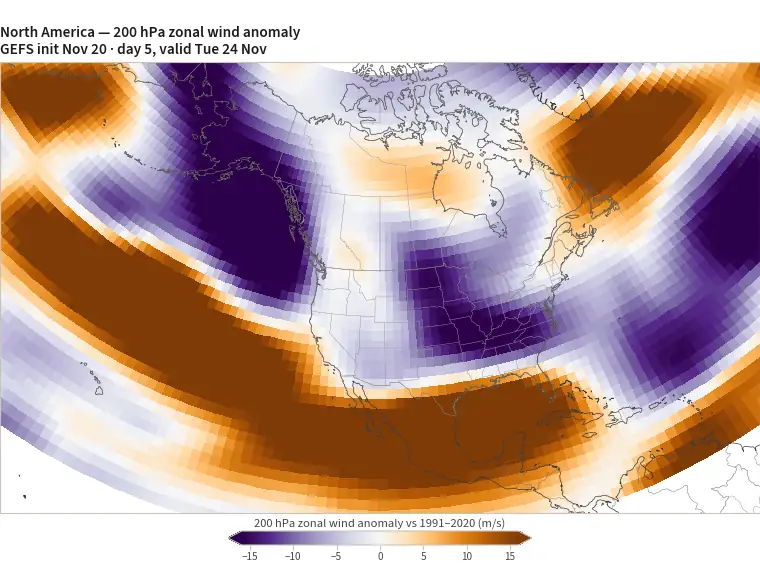 North America — 200 hPa zonal wind anomaly
GEFS init Nov 20 · day 5, valid Tue 24 Nov
200 hPa zonal wind anomaly vs 1991–2020 (m/s)
−15 −10 −5 0 5 10 15